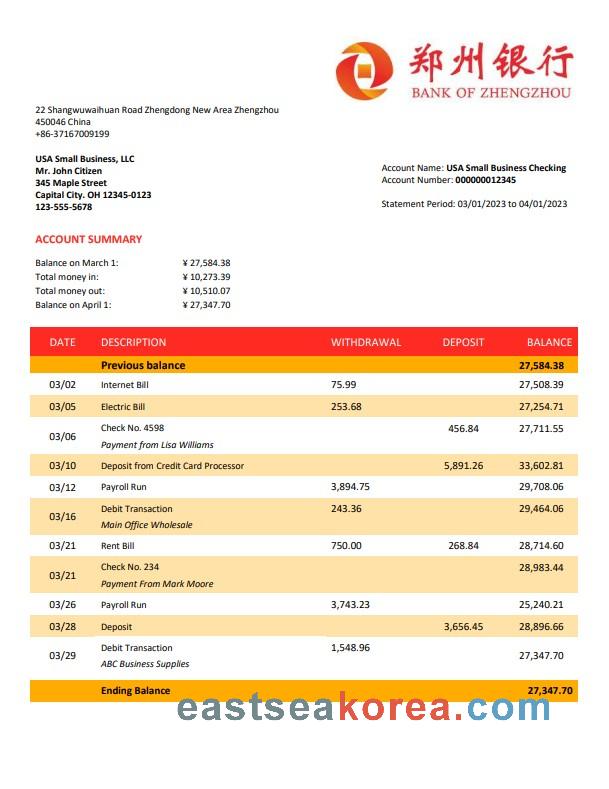 郑州银行
BANK OF ZHENGZHOU
22 Shangwuwaihuan Road Zhengdong New Area Zhengzhou
450046 China
+86-37167009199
USA Small Business, LLC
Mr. John Citizen
345 Maple Street
Capital City. OH 12345-0123
123-555-5678
Account Name: USA Small Business Checking
Account Number: 000000012345
Statement Period: 03/01/2023 to 04/01/2023
ACCOUNT SUMMARY
Balance on March 1: ¥ 27,584.38
Total money in: ¥ 10,273.39
Total money out: ¥ 10,510.07
Balance on April 1: ¥ 27,347.70
DATE DESCRIPTION WITHDRAWAL DEPOSIT BALANCE
Previous balance 27,584.38
03/02 Internet Bill 75.99 27,508.39
03/05 Electric Bill 253.68 27,254.71
03/06 Check No. 4598 456.84 27,711.55
Payment from Lisa Williams
03/10 Deposit from Credit Card Processor 5,891.26 33,602.81
03/12 Payroll Run 3,894.75 29,708.06
03/16 Debit Transaction 243.36 29,464.06
Main Office Wholesale
03/21 Rent Bill 750.00 268.84 28,714.60
03/21 Check No. 234 28,983.44
Payment From Mark Moore
03/26 Payroll Run 3,743.23 25,240.21
03/28 Deposit 3,656.45 28,896.66
03/29 Debit Transaction 1,548.96 27,347.70
ABC Business Supplies
Ending Balance 27,347.70
eastseakorea.com